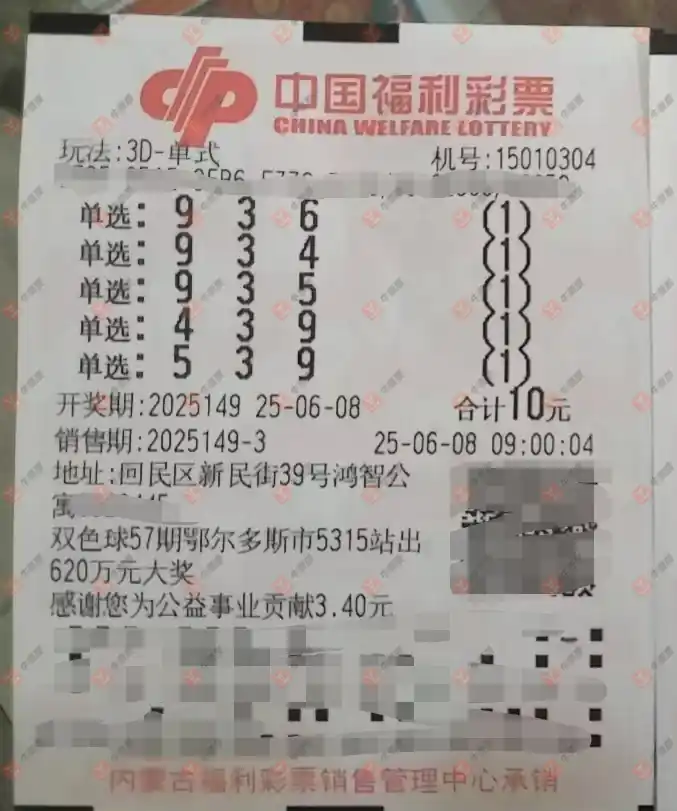 中国福利彩票
CHINA WELFARE LOTTERY
玩法:3D-单式 机号:15010304
单选: 9 3 6 (1)
单选: 9 3 4 (1)
单选: 9 3 5 (1)
单选: 4 3 9 (1)
单选: 5 3 9 (1)
开奖期:2025149 25-06-08 合计10元
销售期:2025149-3 25-06-08 09:00:04
地址:回民区新民街39号鸿智公
寓
双色球57期鄂尔多斯市5315站出
620万元大奖
感谢您为公益事业贡献3.40元
内蒙古福利彩票销售管理中心承销